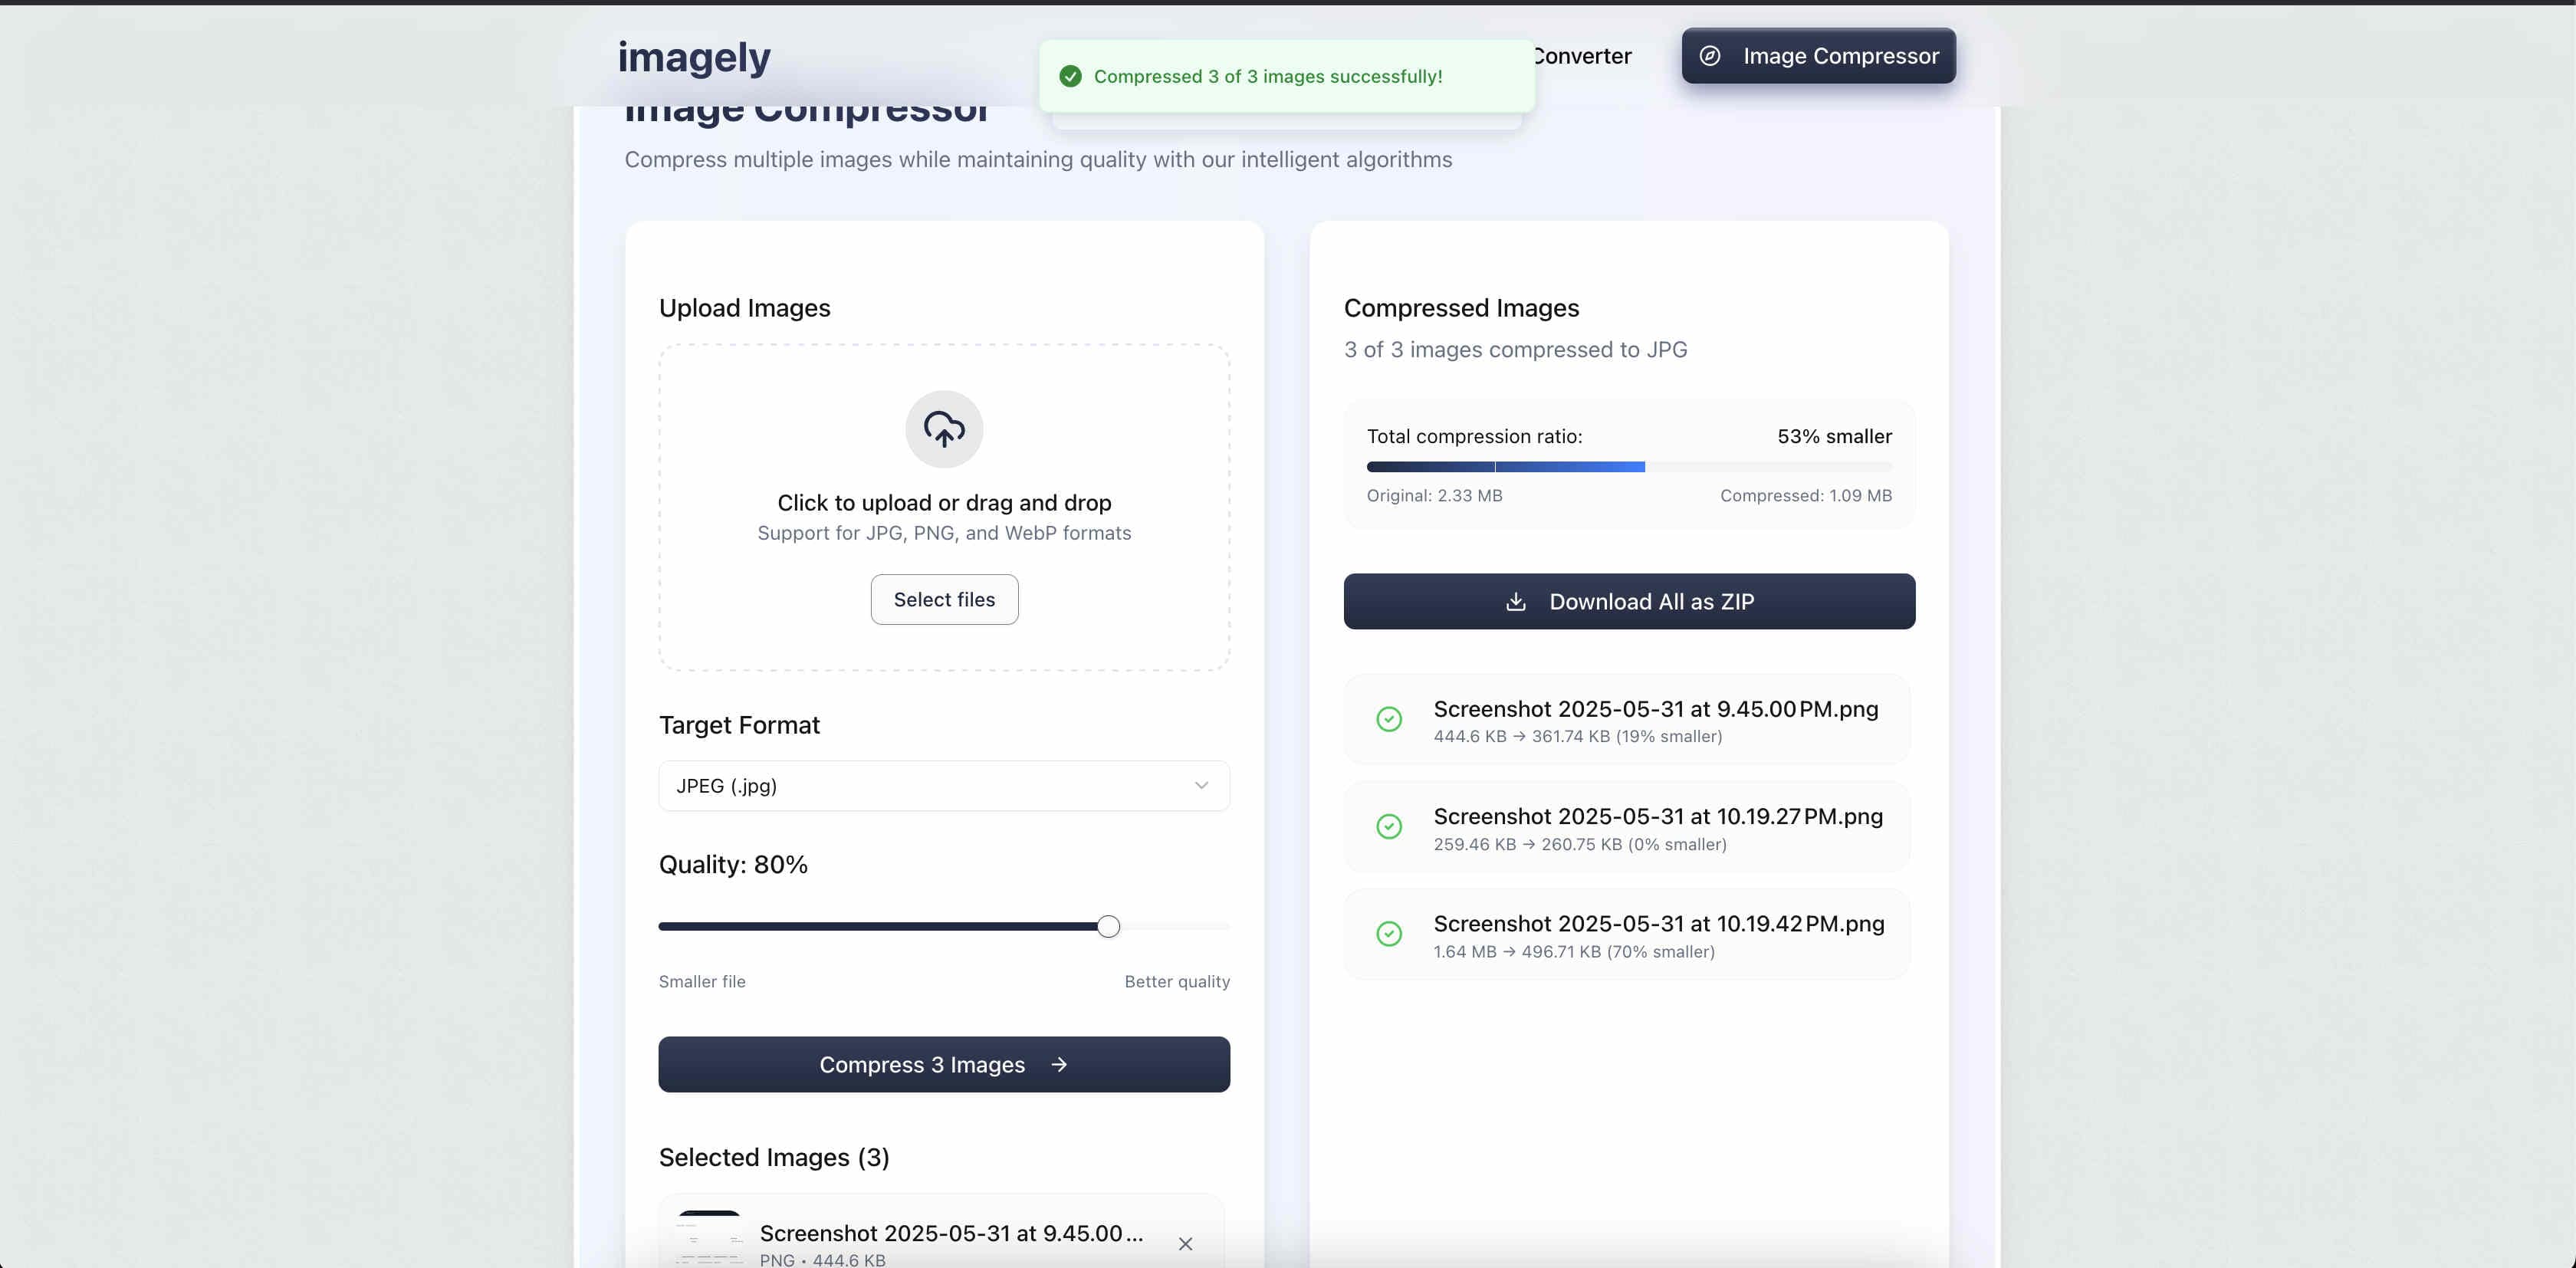 imagely
Compressed 3 of 3 images successfully!
Converter
Image Compressor
Image Compressor
Compress multiple images while maintaining quality with our intelligent algorithms
Upload Images
Click to upload or drag and drop
Support for JPG, PNG, and WebP formats
Select files
Target Format
JPEG (.jpg)
Quality: 80%
Smaller file
Better quality
Compress 3 Images
Selected Images (3)
Screenshot 2025-05-31 at 9.45.00...
PNG • 444.6 KB
Compressed Images
3 of 3 images compressed to JPG
Total compression ratio:
53% smaller
Original: 2.33 MB
Compressed: 1.09 MB
Download All as ZIP
Screenshot 2025-05-31 at 9.45.00 PM.png
444.6 KB → 361.74 KB (19% smaller)
Screenshot 2025-05-31 at 10.19.27 PM.png
259.46 KB → 260.75 KB (0% smaller)
Screenshot 2025-05-31 at 10.19.42 PM.png
1.64 MB → 496.71 KB (70% smaller)